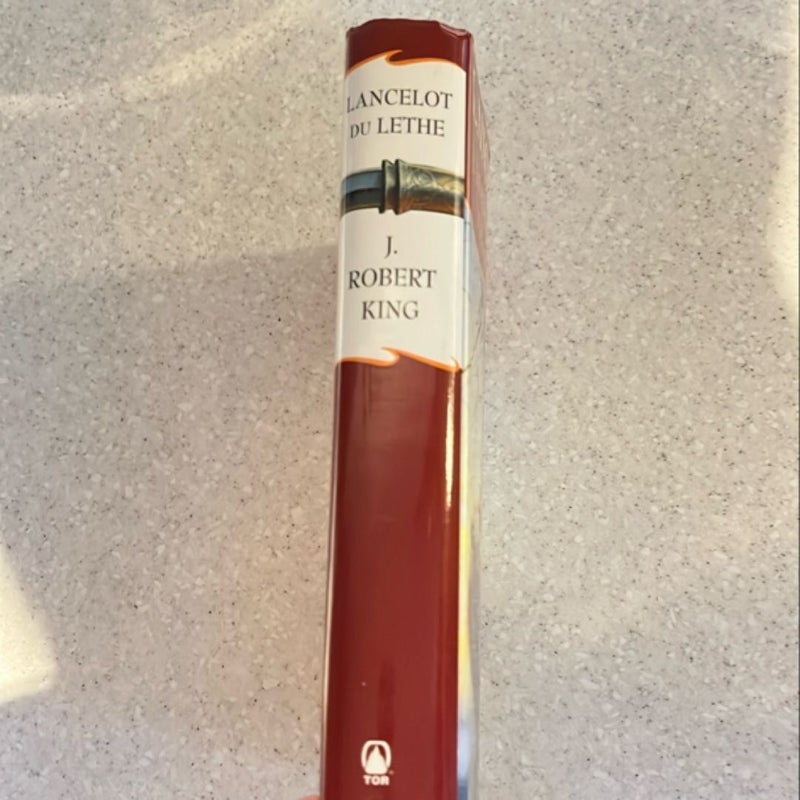 LANCELOT
DU LETHE
J.
ROBERT
KING
TOR